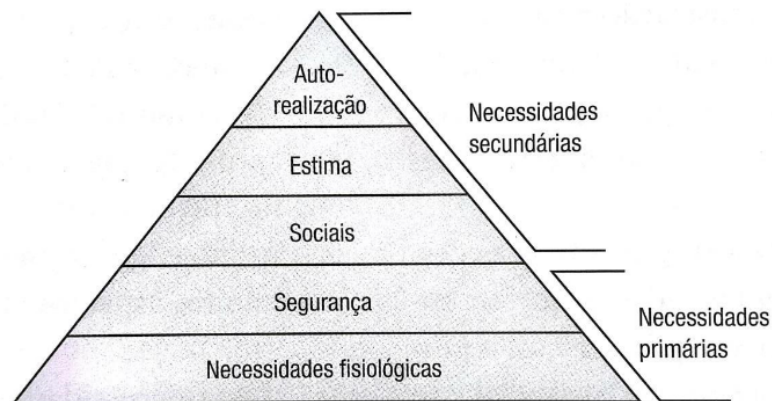 Auto-
realização
Estima
Sociais
Segurança
Necessidades fisiológicas
Necessidades
secundárias
Necessidades
primárias